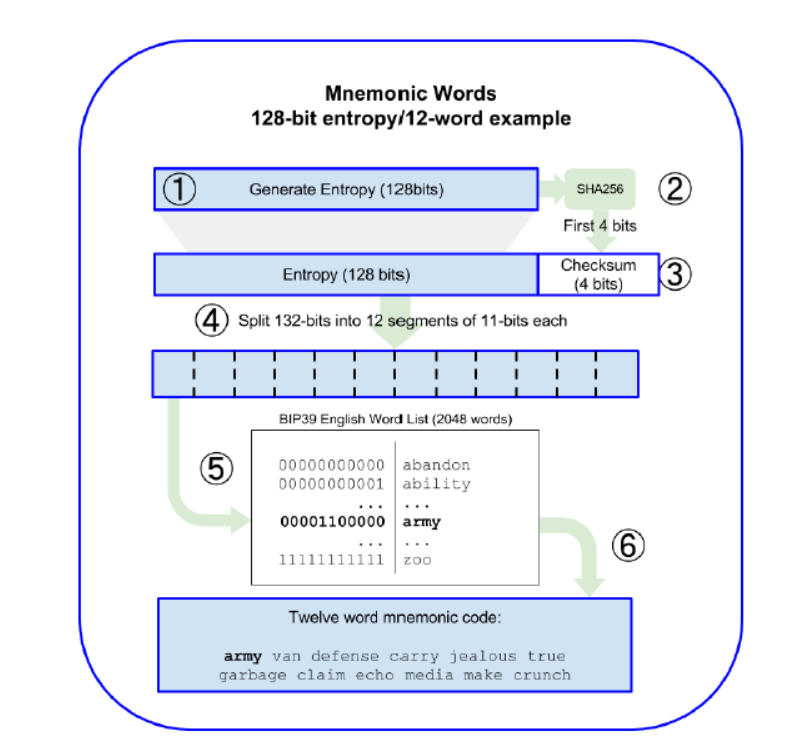 Mnemonic Words
128-bit entropy/12-word example
① Generate Entropy (128bits)
SHA256
②
First 4 bits
Entropy (128 bits)
Checksum
(4 bits)
③
④ Split 132-bits into 12 segments of 11-bits each
BIP39 English Word List (2048 words)
⑤
00000000000 abandon
00000000001 ability
... ...
00001100000 army
... ...
11111111111 zoo
⑥
Twelve word mnemonic code:
army van defense carry jealous true
garbage claim echo media make crunch